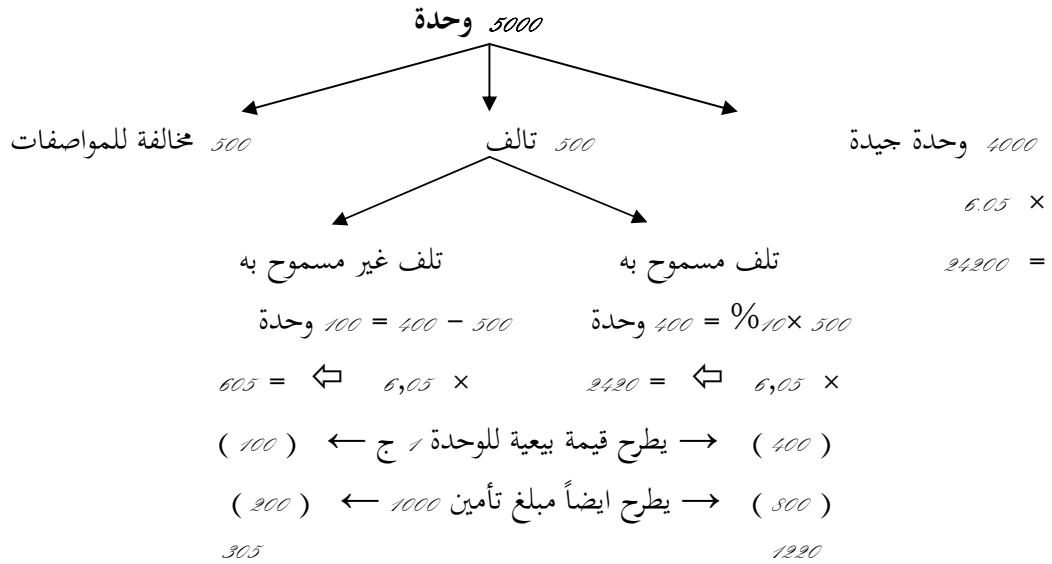 5000 وحدة
4000 وحدة جيدة 500 تالف 500 مخالفة للمواصفات
× 6.05
= 24200 تلف مسموح به تلف غير مسموح به
500 ×10% = 400 وحدة 500 – 400 = 100 وحدة
× 6,05 ⇦ = 2420 × 6,05 ⇦ = 605
( 400 ) → يطرح قيمة بيعية للوحدة 1 ج ← ( 100 )
( 800 ) → يطرح ايضاً مبلغ تأمين 1000 ← ( 200 )
1220 305